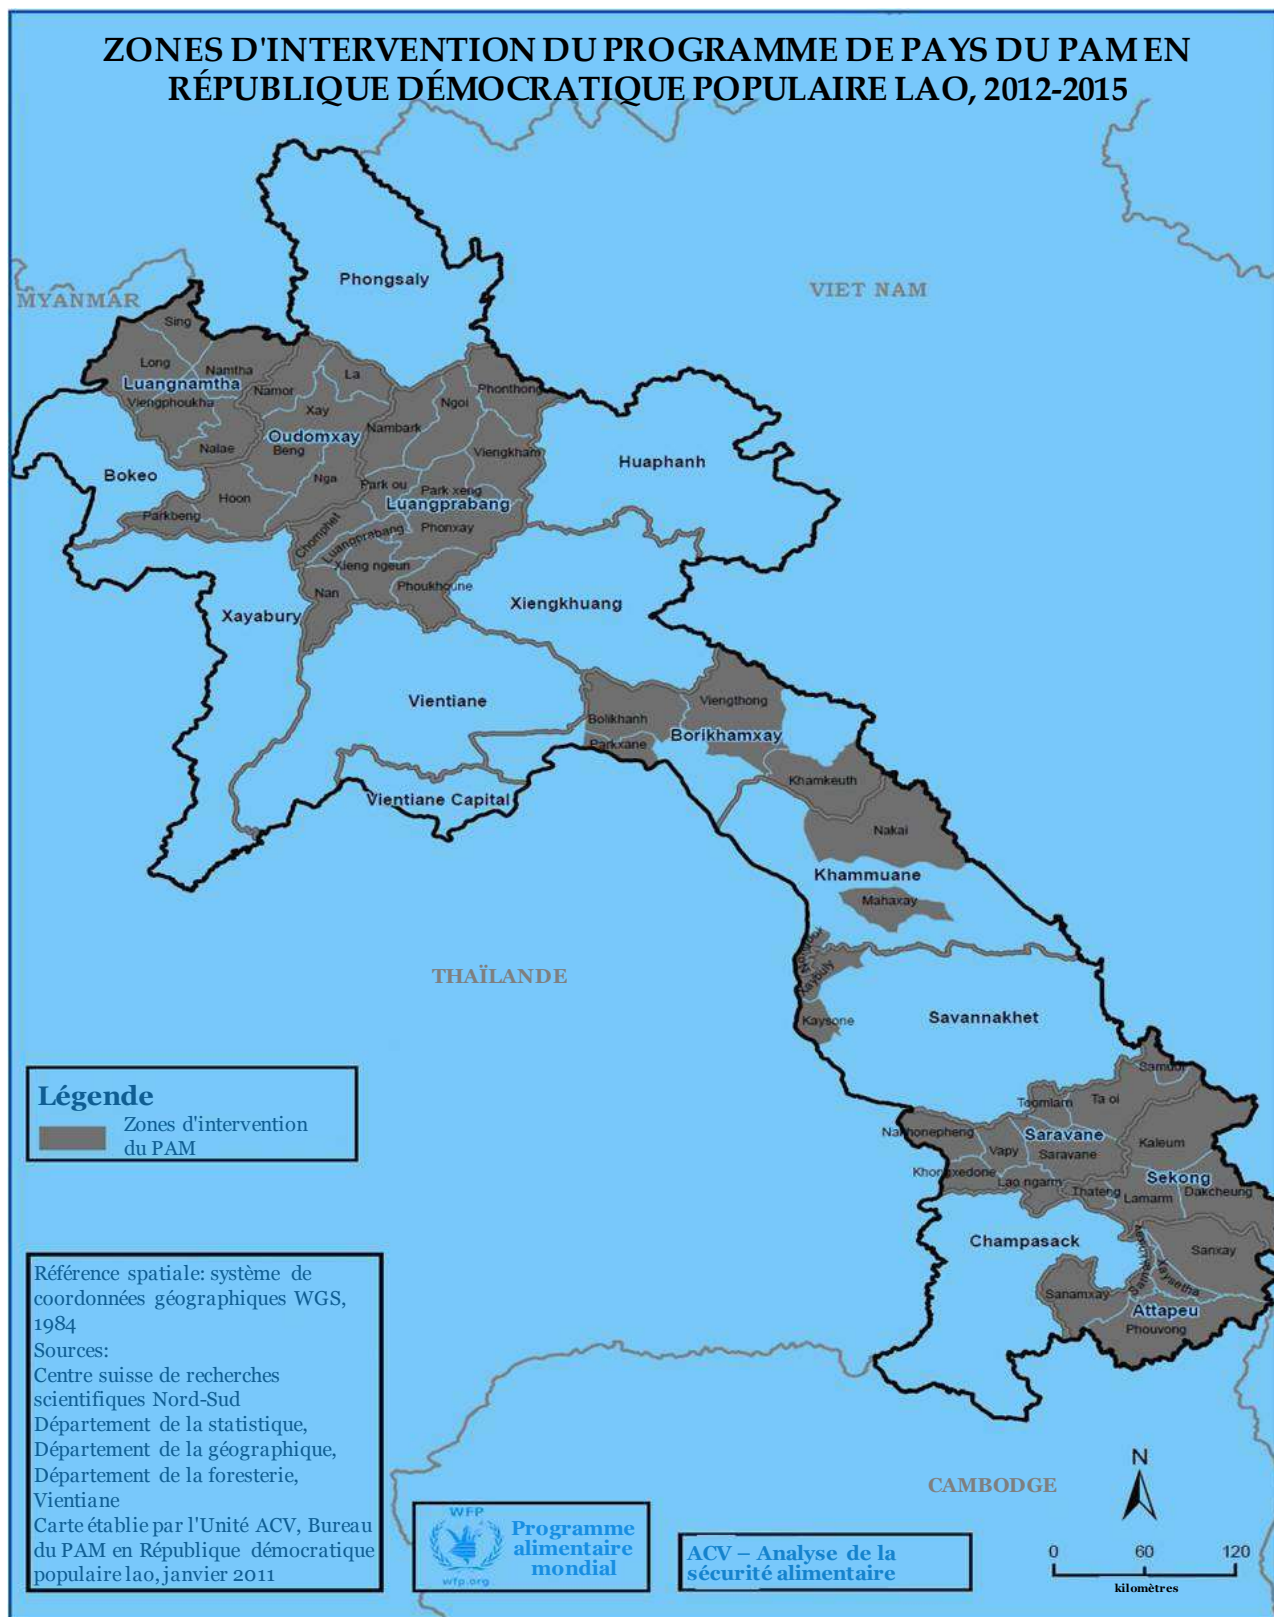 ZONES D'INTERVENTION DU PROGRAMME DE PAYS DU PAM EN
RÉPUBLIQUE DÉMOCRATIQUE POPULAIRE LAO, 2012-2015
Phongsaly
VIET NAM
MYANMAR
Sing
Long
Namtha
Luangnamtha
Viengphoukha
Nalae
La
Namor
Xay
Oudomxay
Beng
Nga
Hoon
Parkbeng
Phonthong
Ngoi
Nambark
Viengkham
Park ou
Park xeng
Luangprabang
Chomphet
Luangprabang
Phonxay
Xieng ngeun
Nan
Phoukhoune
Bokeo
Huaphanh
Xayabury
Xiengkhuang
Vientiane
Bolikhanh
Viengthong
Parkxane
Borikhamxay
Khamkeuth
Vientiane Capital
Nakai
Khammuane
Mahaxay
Xaybuly
Kaysone
THAÏLANDE
Savannakhet
Samuoi
Toomlarn
Ta oi
Nakhonepheng
Saravane
Vapy
Saravane
Kaleum
Khongxedone
Lao ngarm
Sekong
Thateng
Lamarm
Dakcheung
Champasack
Sanxay
Xaysetha
Sanamxay
Attapeu
Phouvong
CAMBODGE
Légende
Zones d'intervention
du PAM
Référence spatiale: système de
coordonnées géographiques WGS,
1984
Sources:
Centre suisse de recherches
scientifiques Nord-Sud
Département de la statistique,
Département de la géographique,
Département de la foresterie,
Vientiane
Carte établie par l'Unité ACV, Bureau
du PAM en République démocratique
populaire lao, janvier 2011
WFP
wfp.org
Programme
alimentaire
mondial
ACV – Analyse de la
sécurité alimentaire
N
0 60 120
kilomètres